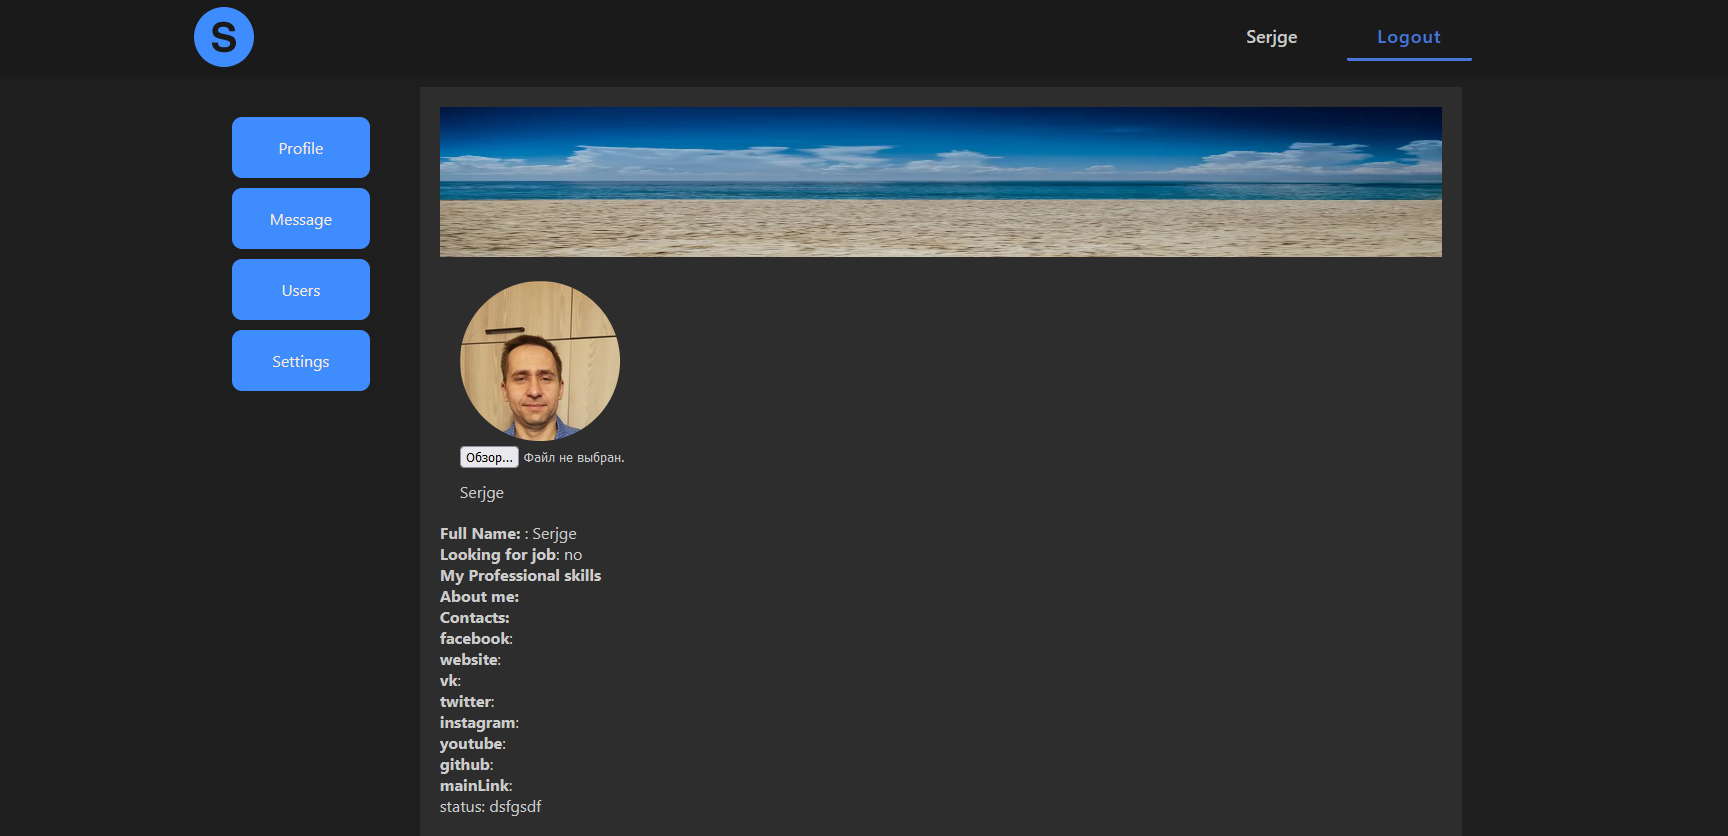 S
Serjge
Logout
Profile
Message
Users
Settings
Обзор... Файл не выбран.
Serjge
Full Name: : Serjge
Looking for job: no
My Professional skills
About me:
Contacts:
facebook:
website:
vk:
twitter:
instagram:
youtube:
github:
mainLink:
status: dsfgsdf